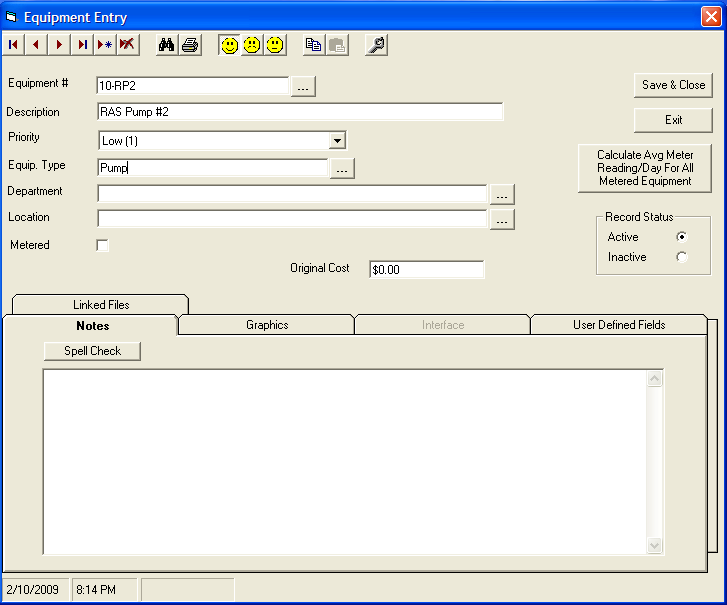 Equipment Entry
Equipment #
10-RP2
...
Save & Close
Description
RAS Pump #2
Exit
Priority
Low (1)
Equip. Type
Pump
...
Calculate Avg Meter
Reading/Day For All
Metered Equipment
Department
...
Location
...
Record Status
Active
Inactive
Metered
Original Cost
$0.00
Linked Files
Notes
Graphics
Interface
User Defined Fields
Spell Check
2/10/2009
8:14 PM